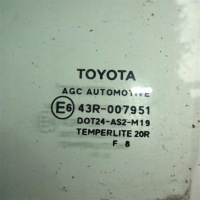 TOYOTA
AGC AUTOMOTIVE
E6 43R-007951
DOT24-AS2-M19
TEMPERLITE 20R
F 8